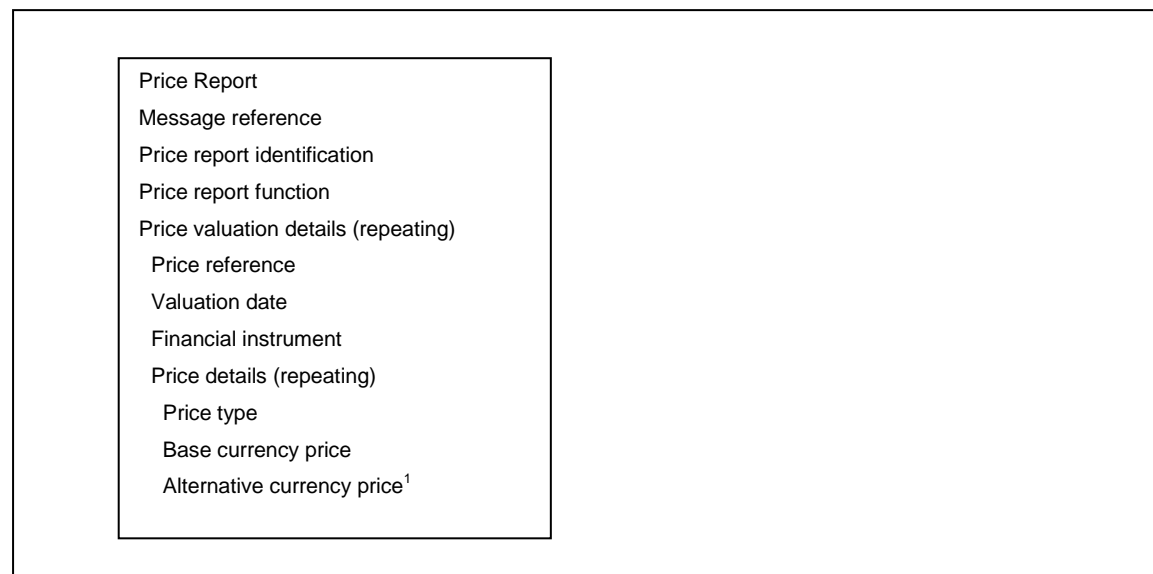 Price Report
Message reference
Price report identification
Price report function
Price valuation details (repeating)
Price reference
Valuation date
Financial instrument
Price details (repeating)
Price type
Base currency price
Alternative currency price¹